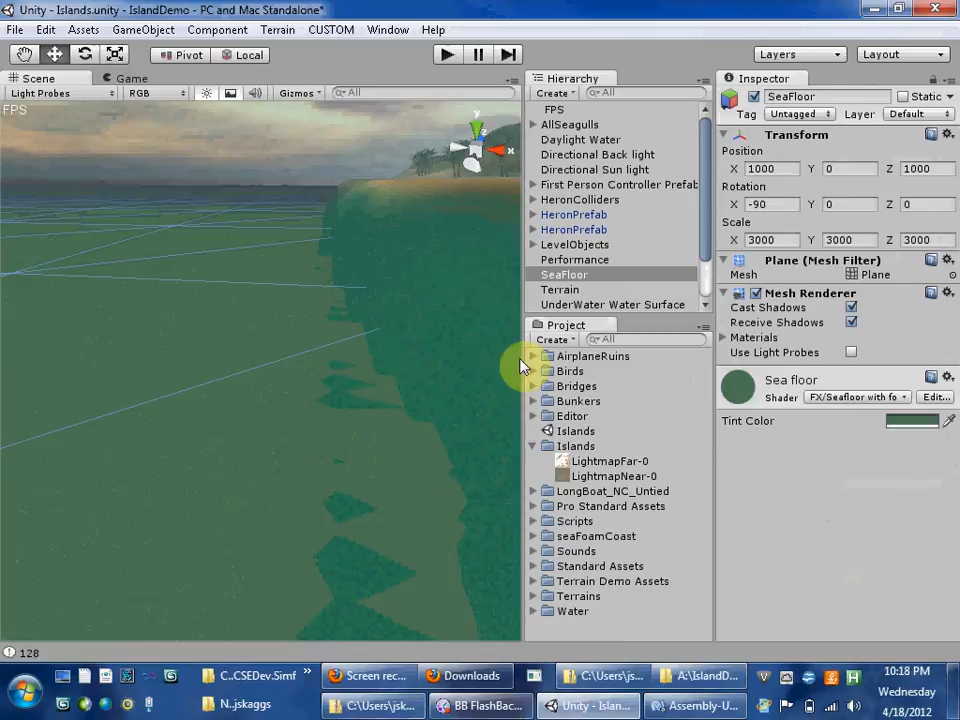 Unity - Islands.unity - IslandDemo - PC and Mac Standalone*
File Edit Assets GameObject Component CUSTOM Terrain Window Help
Pivot Local Layers Layout
Scene Game
Light Probes RGB Gizmos All
FPS
y
z
x
Hierarchy
Create All
FPS
AllSeagulls
Daylight Water
Directional Back light
Directional Sun light
First Person Controller Prefab
HeronColliders
HeronPrefab
HeronPrefab
LevelObjects
Performance
SeaFloor
Terrain
UnderWater Water Surface
Project
Create All
AirplaneRuins
Birds
Bridges
Bunkers
Editor
Islands
Islands
LightmapFar-0
LightmapNear-0
LongBoat_NC_Untied
Pro Standard Assets
Scripts
seaFoamCoast
Sounds
Standard Assets
Terrain Demo Assets
Terrains
Water
Inspector
SeaFloor Static
Tag Untagged Layer Default
Transform
Position
X 1000 Y 0 Z 1000
Rotation
X -90 Y 0 Z 0
Scale
X 3000 Y 3000 Z 3000
Plane (Mesh Filter)
Mesh Plane
Mesh Renderer
Cast Shadows
Receive Shadows
Materials
Use Light Probes
Sea floor
Shader FX/Seafloor with fo Edit...
Tint Color
128
C..CSEDev.Simf » Screen rec... Downloads C:\Users\js... A:\IslandD...
N..jskaggs C:\Users\jsk... BB FlashBac... Unity - Islan... Assembly-U...
10:18 PM
Wednesday
4/18/2012